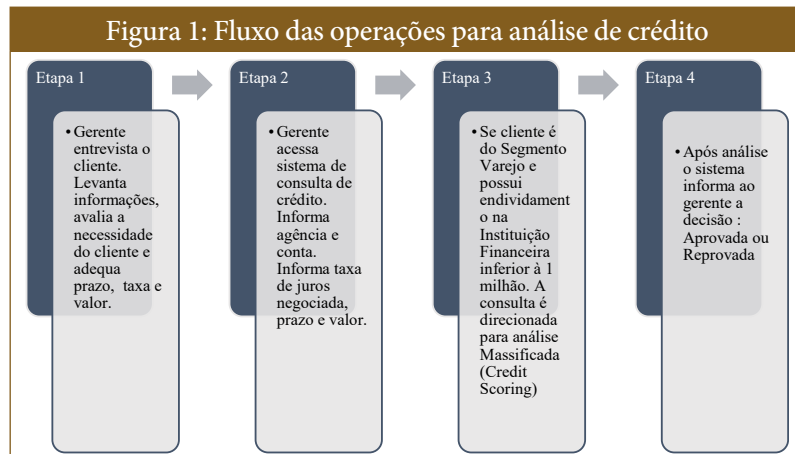 Figura 1: Fluxo das operações para análise de crédito
Etapa 1
• Gerente
entrevista o
cliente.
Levanta
informações,
avalia a
necessidade
do cliente e
adequa
prazo, taxa e
valor.
Etapa 2
• Gerente
acessa
sistema de
consulta de
crédito.
Informa
agência e
conta.
Informa taxa
de juros
negociada,
prazo e valor.
Etapa 3
• Se cliente é
do Segmento
Varejo e
possui
endividament
o na
Instituição
Financeira
inferior à 1
milhão. A
consulta é
direcionada
para análise
Massificada
(Credit
Scoring)
Etapa 4
• Após análise
o sistema
informa ao
gerente a
decisão :
Aprovada ou
Reprovada